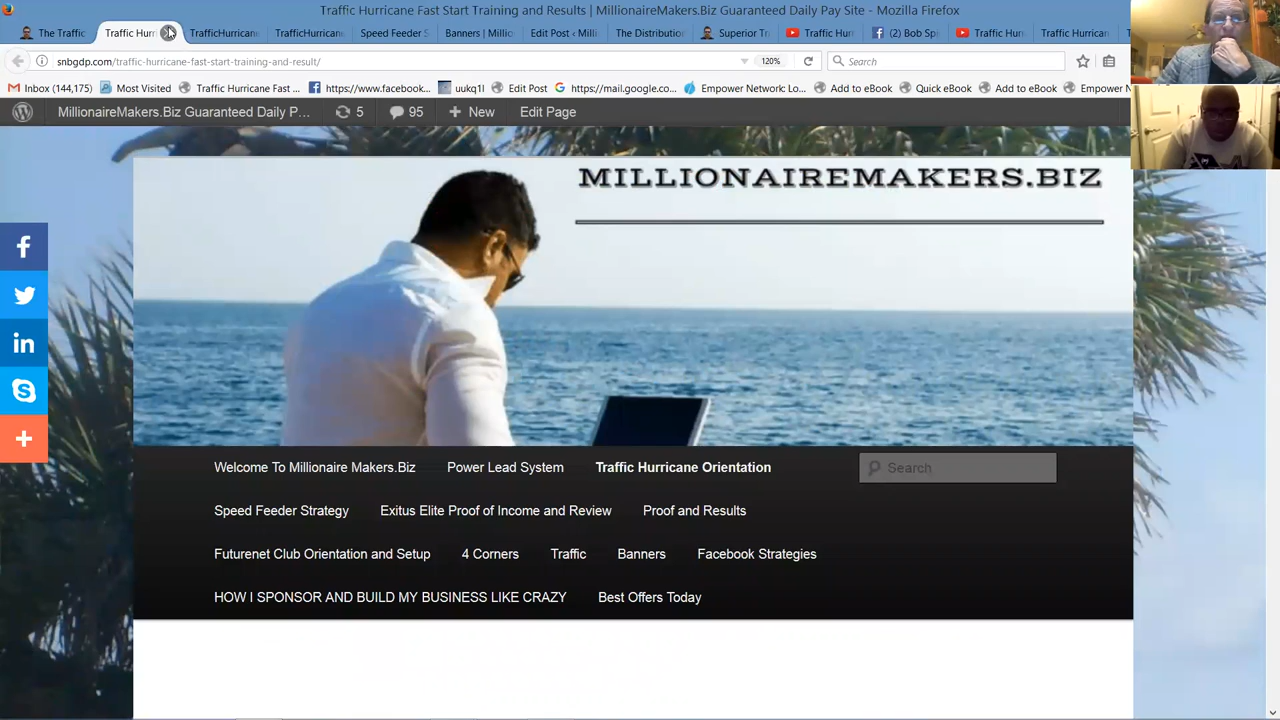 Traffic Hurricane Fast Start Training and Results | MillionaireMakers.Biz Guaranteed Daily Pay Site - Mozilla Firefox
The Traffic Traffic Hurr TrafficHurricane TrafficHurricane Speed Feeder S Banners | Millio Edit Post ‹ Milli The Distributio Superior Tr Traffic Hur (2) Bob Sp Traffic Hur Traffic Hurrican
snbgdp.com/traffic-hurricane-fast-start-training-and-result/ 120% Search
Inbox (144,175) Most Visited Traffic Hurricane Fast ... https://www.facebook... uukq1l Edit Post https://mail.google.co... Empower Network: Lo... Add to eBook Quick eBook Add to eBook Empower N
MillionaireMakers.Biz Guaranteed Daily P... 5 95 + New Edit Page
MILLIONAIREMAKERS.BIZ
Welcome To Millionaire Makers.Biz Power Lead System Traffic Hurricane Orientation Search
Speed Feeder Strategy Exitus Elite Proof of Income and Review Proof and Results
Futurenet Club Orientation and Setup 4 Corners Traffic Banners Facebook Strategies
HOW I SPONSOR AND BUILD MY BUSINESS LIKE CRAZY Best Offers Today